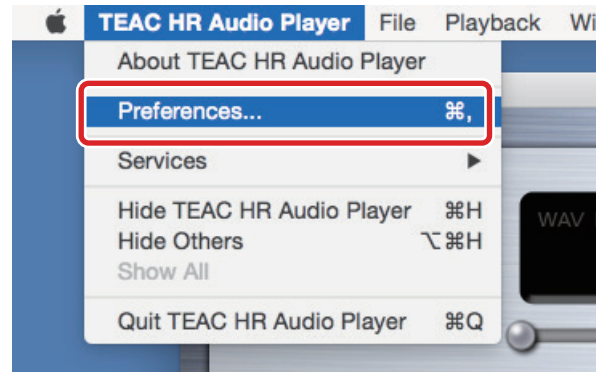 TEAC HR Audio Player File Playback
About TEAC HR Audio Player
Preferences... ⌘,
Services ▶
Hide TEAC HR Audio Player ⌘H
Hide Others ⌥⌘H
Show All
Quit TEAC HR Audio Player ⌘Q
WAV